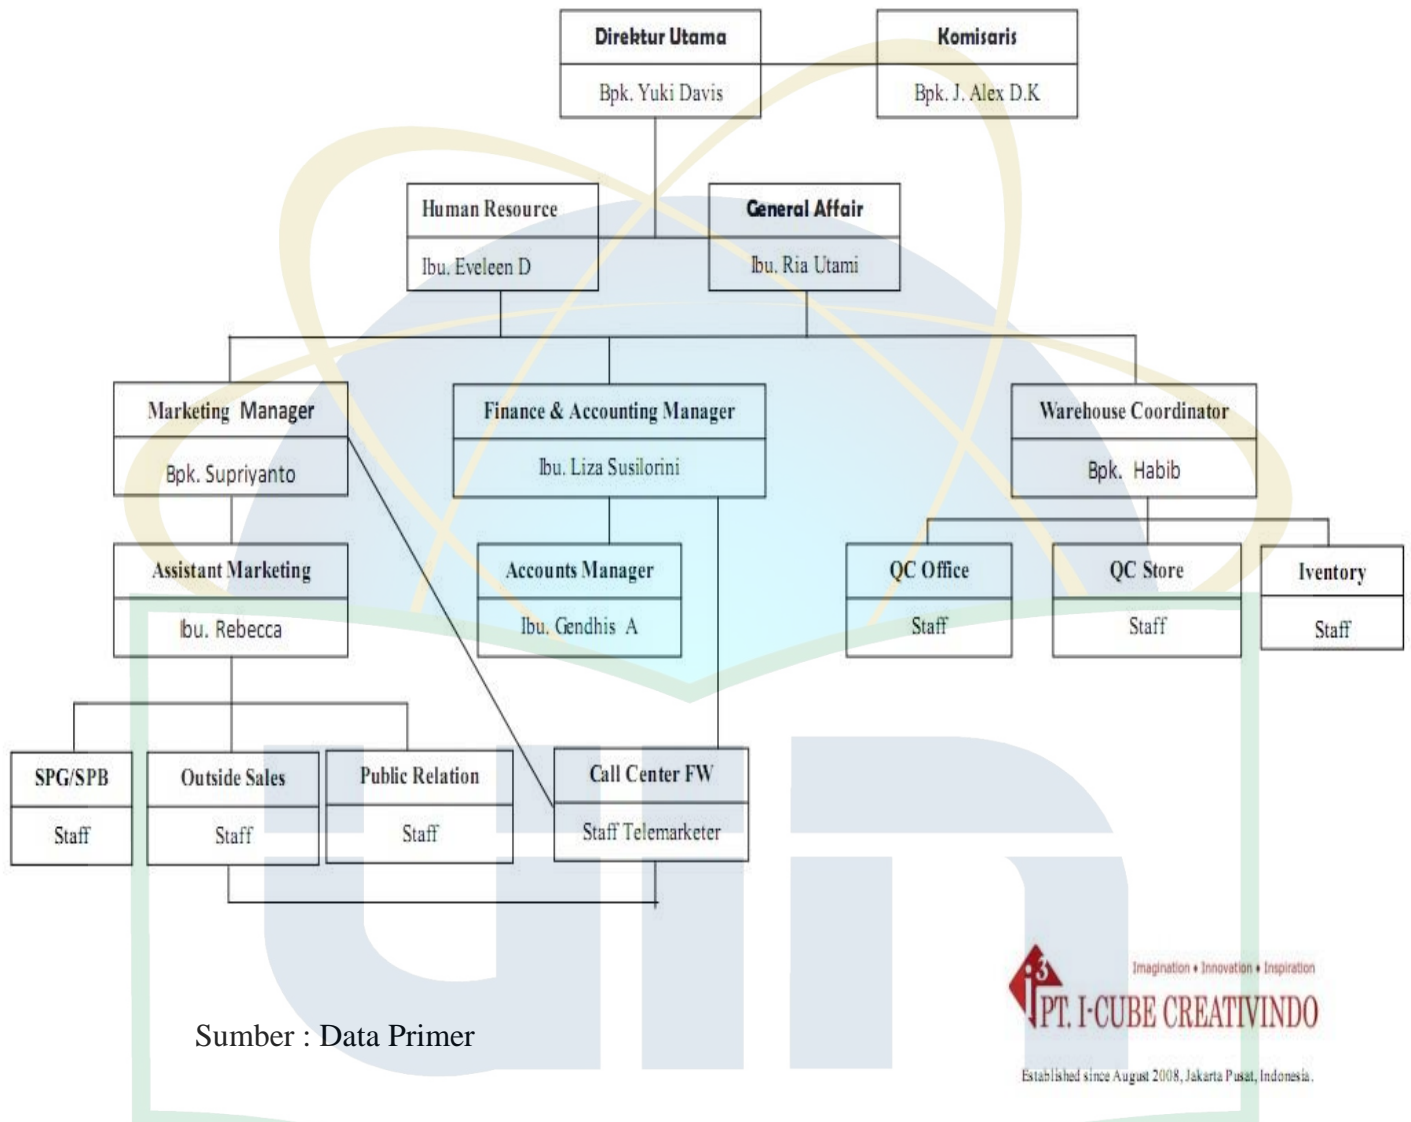 Direktur Utama
Bpk. Yuki Davis
Komisaris
Bpk. J. Alex D.K
Human Resource
Ibu. Eveleen D
General Affair
Ibu. Ria Utami
Marketing Manager
Bpk. Supriyanto
Finance & Accounting Manager
Ibu. Liza Susilorini
Warehouse Coordinator
Bpk. Habib
Assistant Marketing
Ibu. Rebecca
Accounts Manager
Ibu. Gendhis A
QC Office
Staff
QC Store
Staff
Iventory
Staff
SPG/SPB
Staff
Outside Sales
Staff
Public Relation
Staff
Call Center FW
Staff Telemarketer
uin
Sumber : Data Primer
i3
Imagination • Innovation • Inspiration
PT. I-CUBE CREATIVINDO
Established since August 2008, Jakarta Pusat, Indonesia.